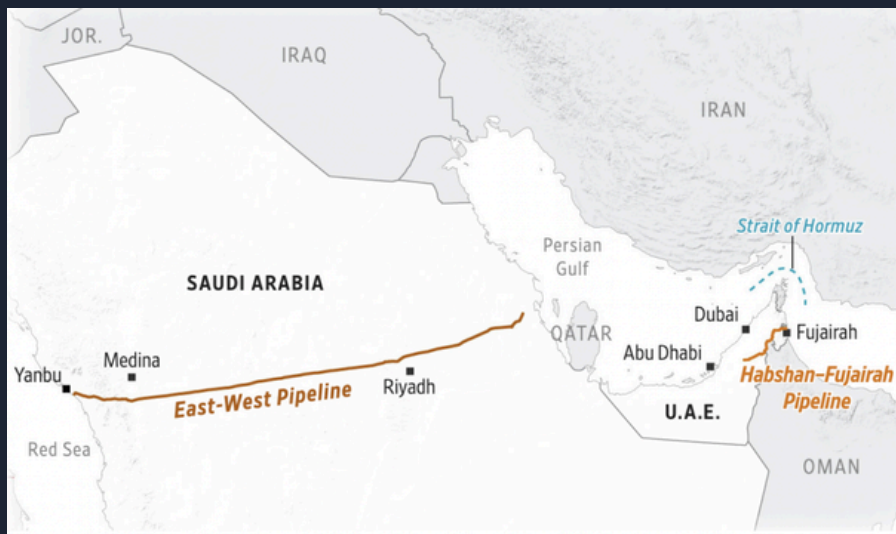 JOR.
IRAQ
IRAN
Strait of Hormuz
Persian
Gulf
SAUDI ARABIA
QATAR
Dubai
Fujairah
Abu Dhabi
Medina
Yanbu
Riyadh
East-West Pipeline
Habshan–Fujairah
Pipeline
U.A.E.
Red Sea
OMAN